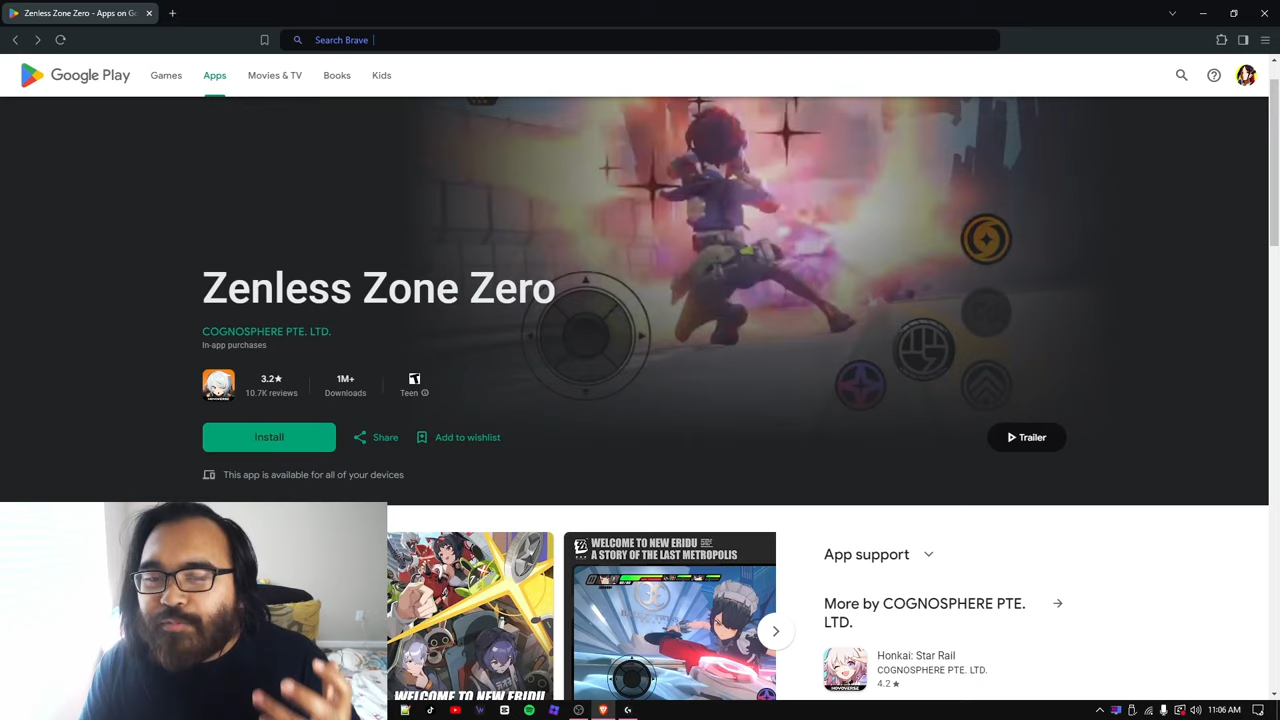 Zenless Zone Zero - Apps on G
Search Brave
Google Play
Games
Apps
Movies & TV
Books
Kids
Zenless Zone Zero
COGNOSPHERE PTE. LTD.
In-app purchases
3.2★
10.7K reviews
1M+
Downloads
T
Teen
Install
Share
Add to wishlist
Trailer
This app is available for all of your devices
WELCOME TO NEW ERIDU
WELCOME TO NEW ERIDU
A STORY OF THE LAST METROPOLIS
App support
More by COGNOSPHERE PTE.
LTD.
Honkai: Star Rail
COGNOSPHERE PTE. LTD.
4.2★
HOYOVERSE
11:06 AM